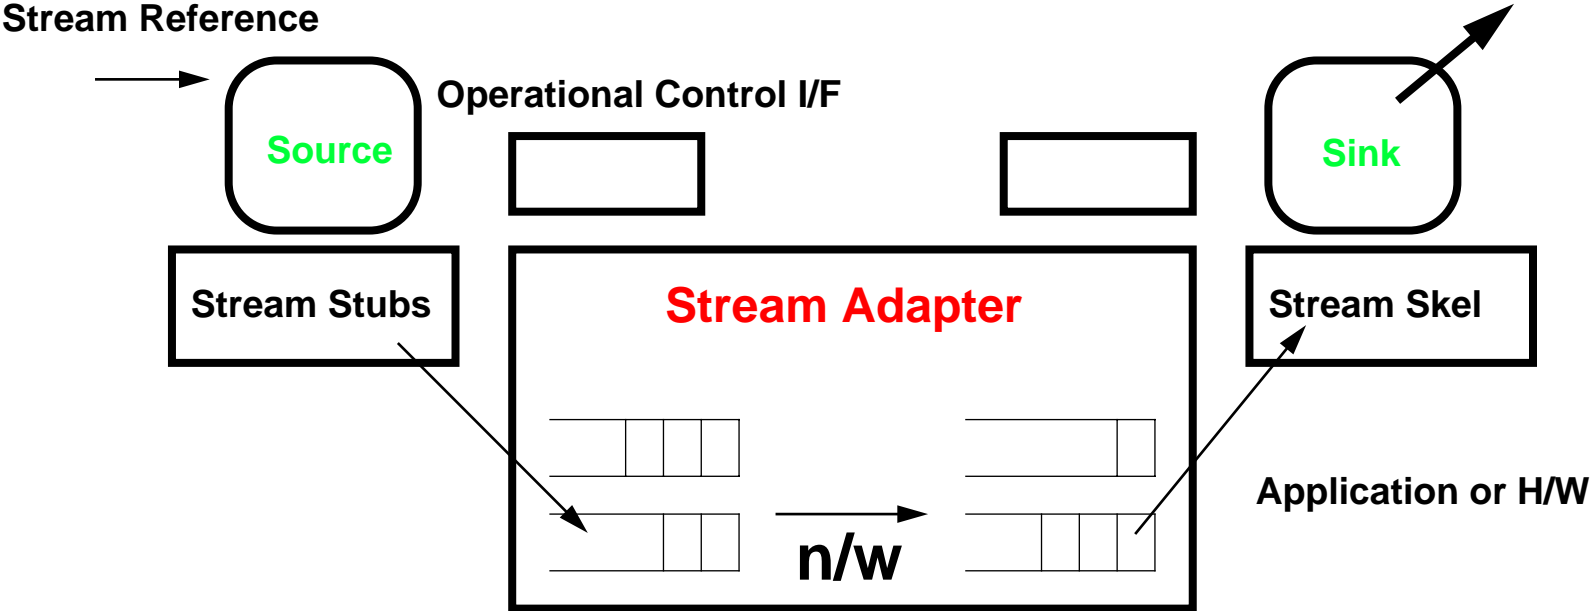 Stream Reference
Operational Control I/F
Source
Sink
Stream Stubs
Stream Adapter
Stream Skel
Application or H/W
n/w